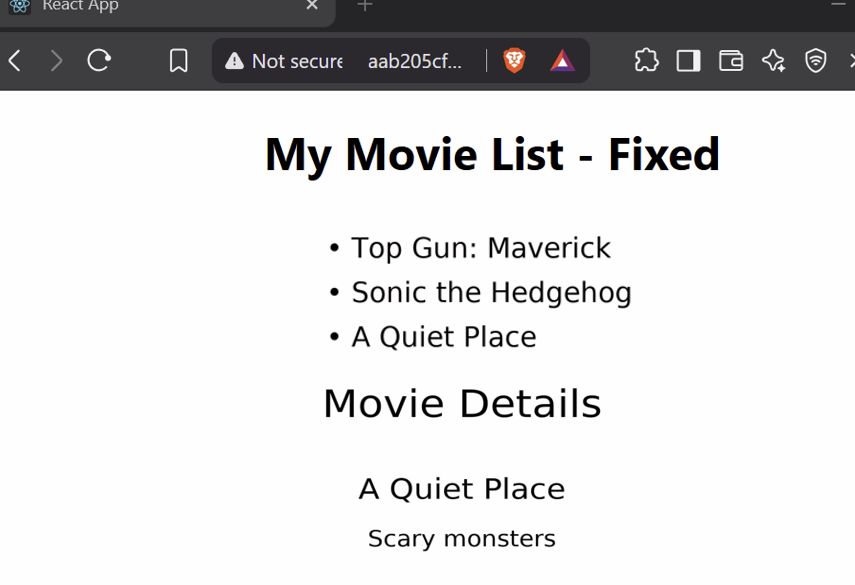 React App
Not secure aab205cf...
My Movie List - Fixed
• Top Gun: Maverick
• Sonic the Hedgehog
• A Quiet Place
Movie Details
A Quiet Place
Scary monsters